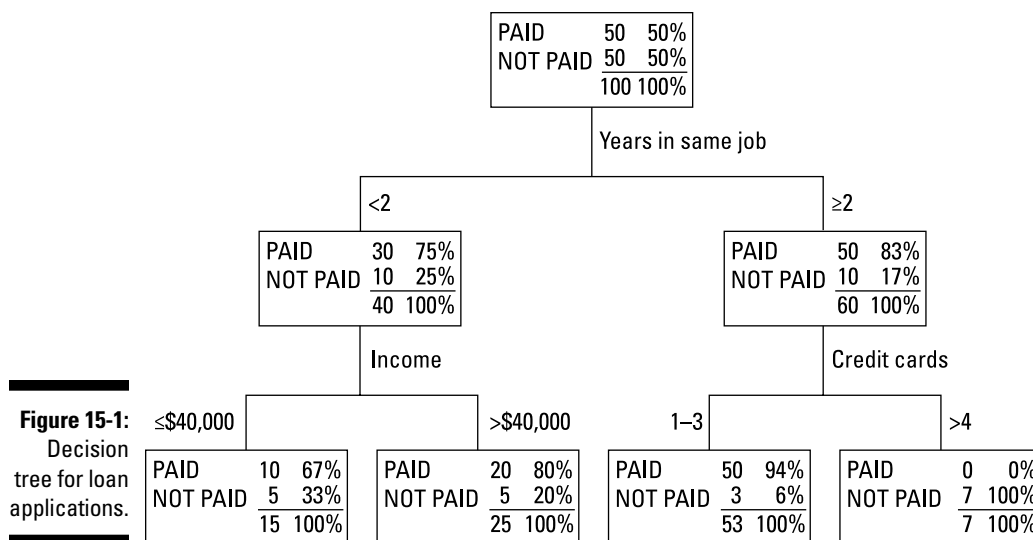 PAID 50 50%
NOT PAID 50 50%
100 100%
Years in same job
<2
≥2
PAID 30 75%
NOT PAID 10 25%
40 100%
PAID 50 83%
NOT PAID 10 17%
60 100%
Income
Credit cards
Figure 15-1:
Decision
tree for loan
applications.
≤$40,000
>$40,000
1–3
>4
PAID 10 67%
NOT PAID 5 33%
15 100%
PAID 20 80%
NOT PAID 5 20%
25 100%
PAID 50 94%
NOT PAID 3 6%
53 100%
PAID 0 0%
NOT PAID 7 100%
7 100%